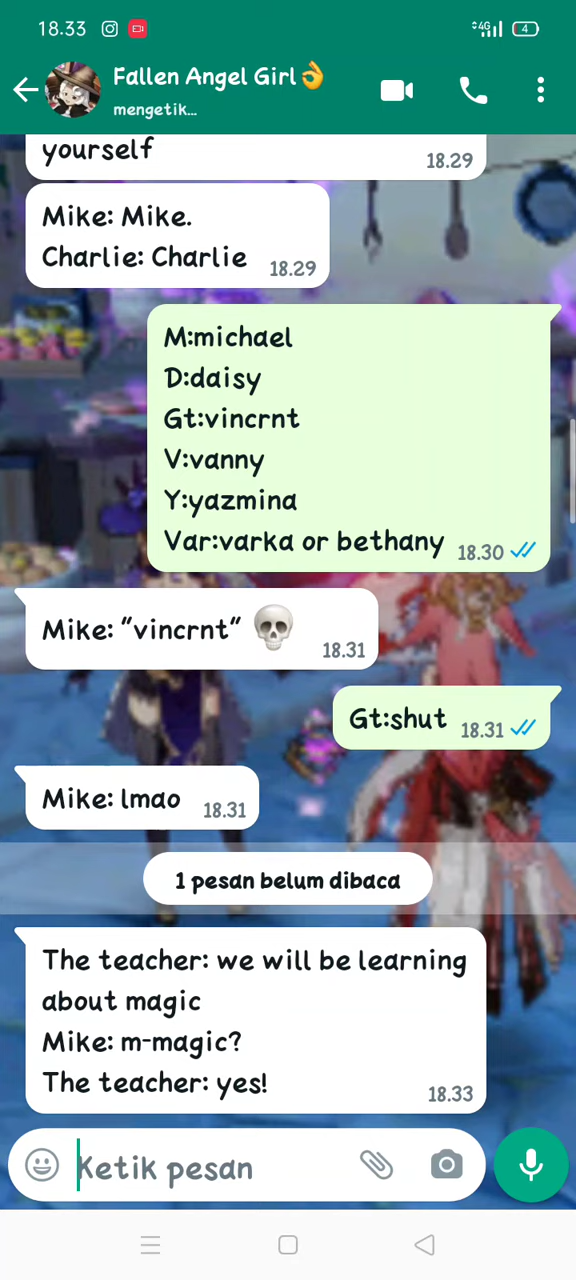 18.33
4G
4
Fallen Angel Girl👌
mengetik...
yourself
18.29
Mike: Mike.
Charlie: Charlie
18.29
M:michael
D:daisy
Gt:vincrnt
V:vanny
Y:yazmina
Var:varka or bethany
18.30
Mike: "vincrnt" 💀
18.31
Gt:shut
18.31
Mike: lmao
18.31
1 pesan belum dibaca
The teacher: we will be learning
about magic
Mike: m-magic?
The teacher: yes!
18.33
Ketik pesan